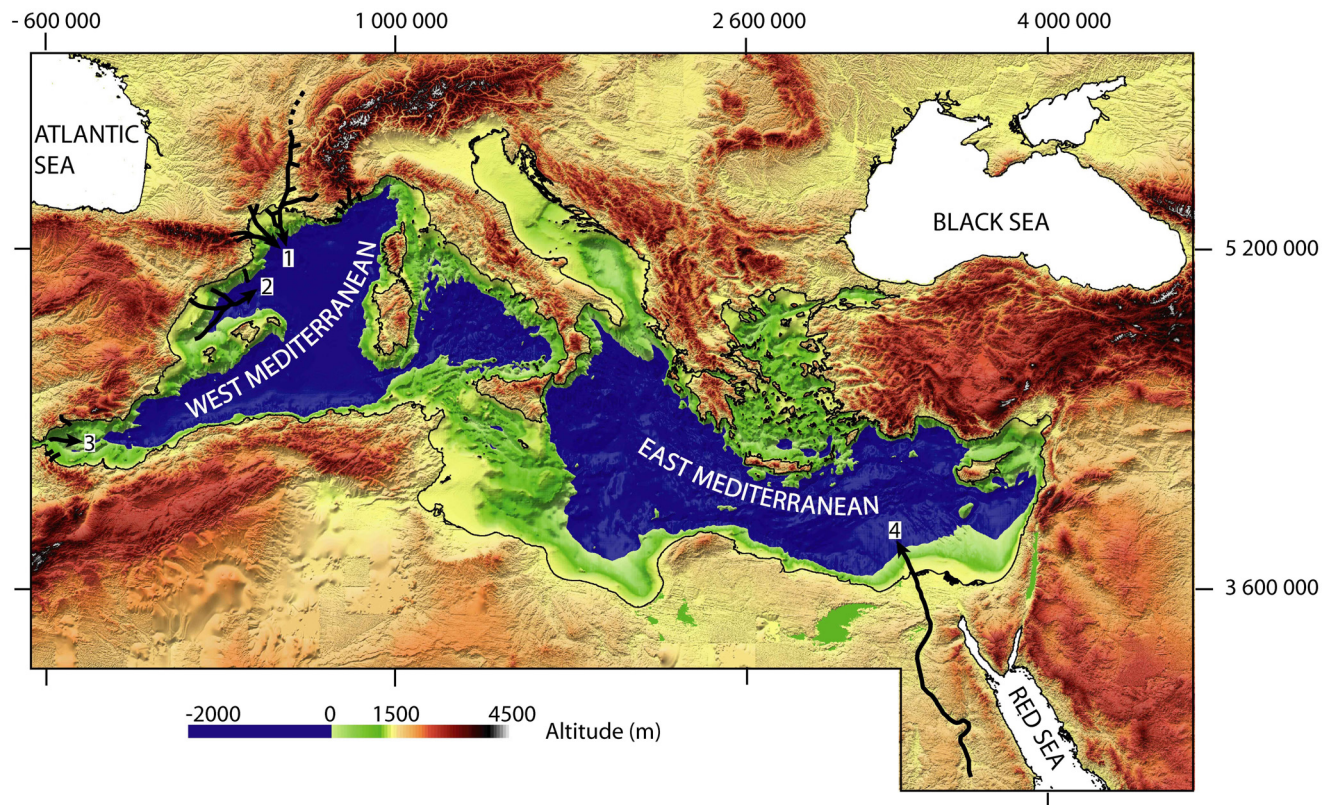 - 600 000
1 000 000
2 600 000
4 000 000
ATLANTIC
SEA
BLACK SEA
5 200 000
1
2
WEST MEDITERRANEAN
3
EAST MEDITERRANEAN
4
3 600 000
RED SEA
-2000
0
1500
4500
Altitude (m)